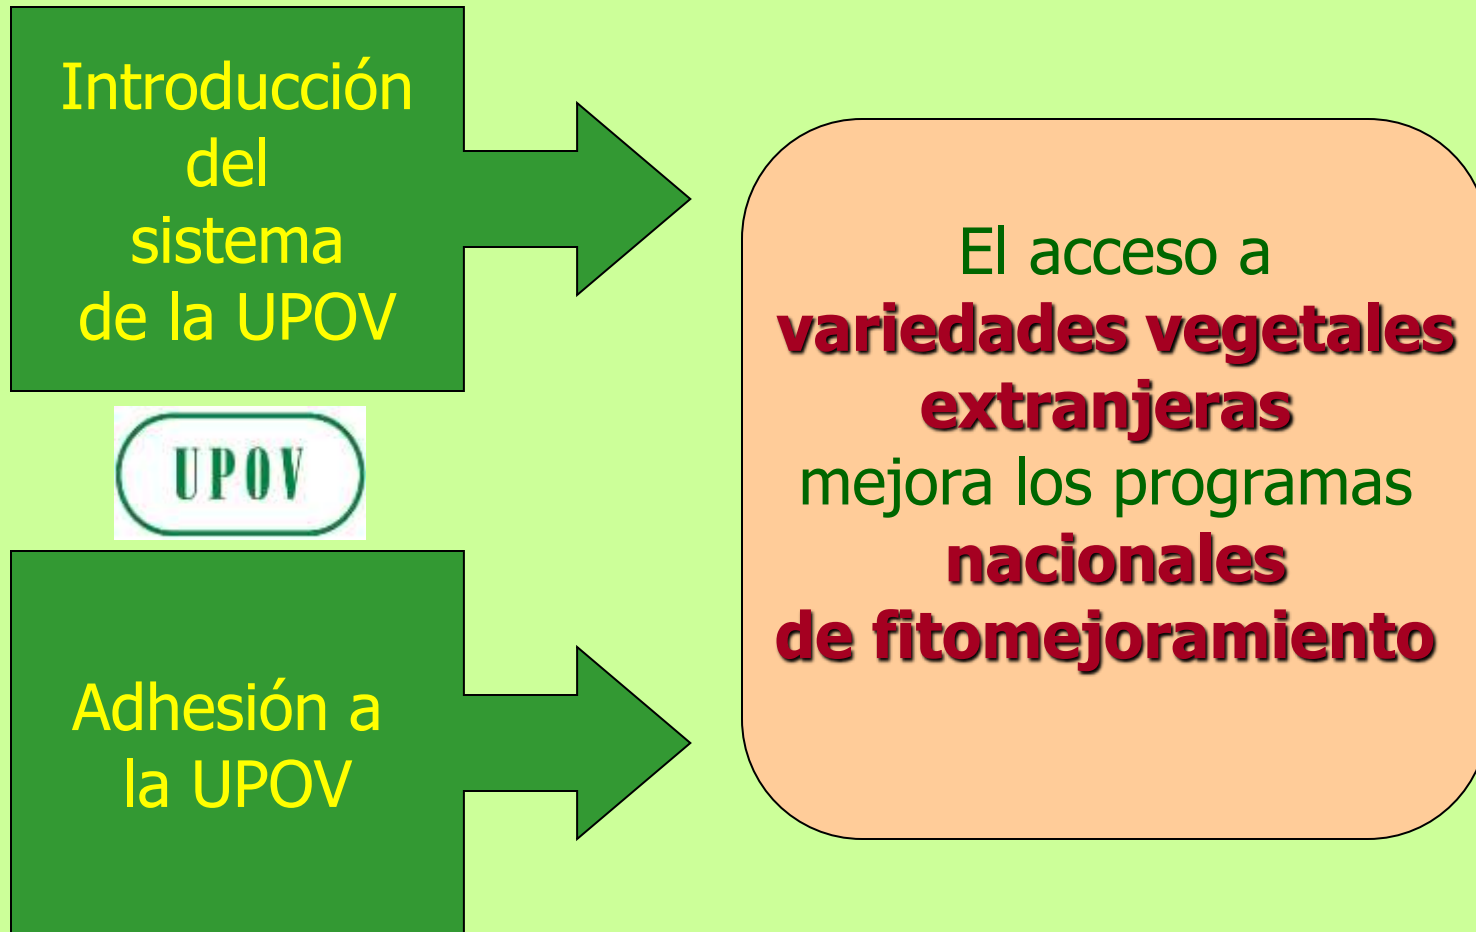 Introducción
del
sistema
de la UPOV
UPOV
Adhesión a
la UPOV
El acceso a
variedades vegetales
extranjeras
mejora los programas
nacionales
de fitomejoramiento